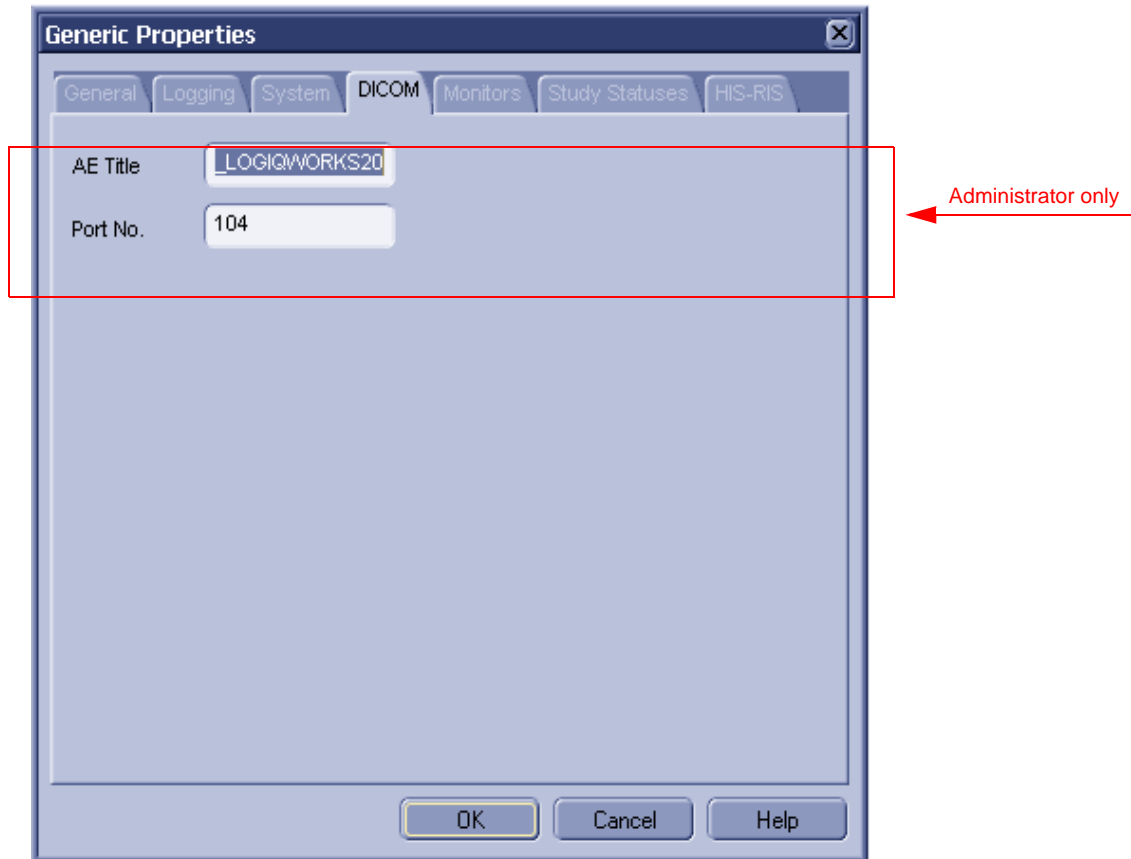 Generic Properties
General Logging System DICOM Monitors Study Statuses HIS-RIS
AE Title _LOGIQWORKS20
Administrator only
Port No. 104
OK Cancel Help